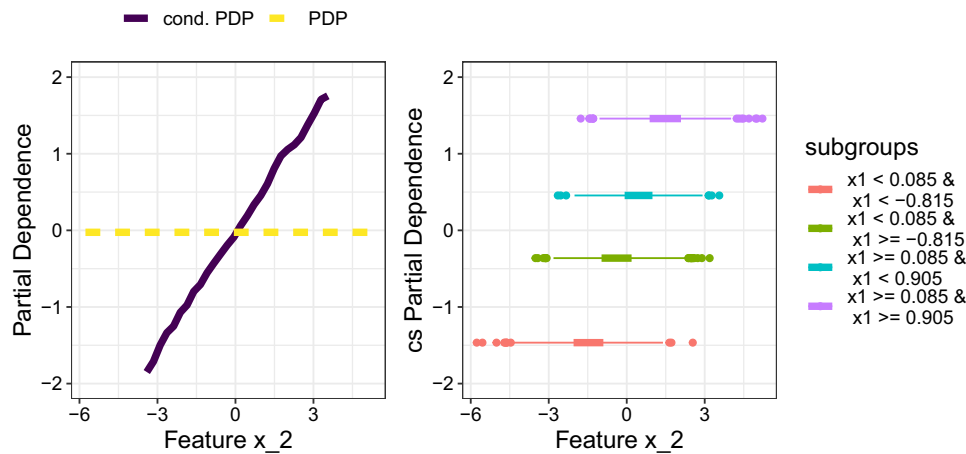 cond. PDP PDP
2
1
0
−1
−2
−6 −3 0 3
Partial Dependence
Feature x_2
2
1
0
−1
−2
−6 −3 0 3
cs Partial Dependence
Feature x_2
subgroups
x1 < 0.085 &
x1 < −0.815
x1 < 0.085 &
x1 >= −0.815
x1 >= 0.085 &
x1 < 0.905
x1 >= 0.085 &
x1 >= 0.905